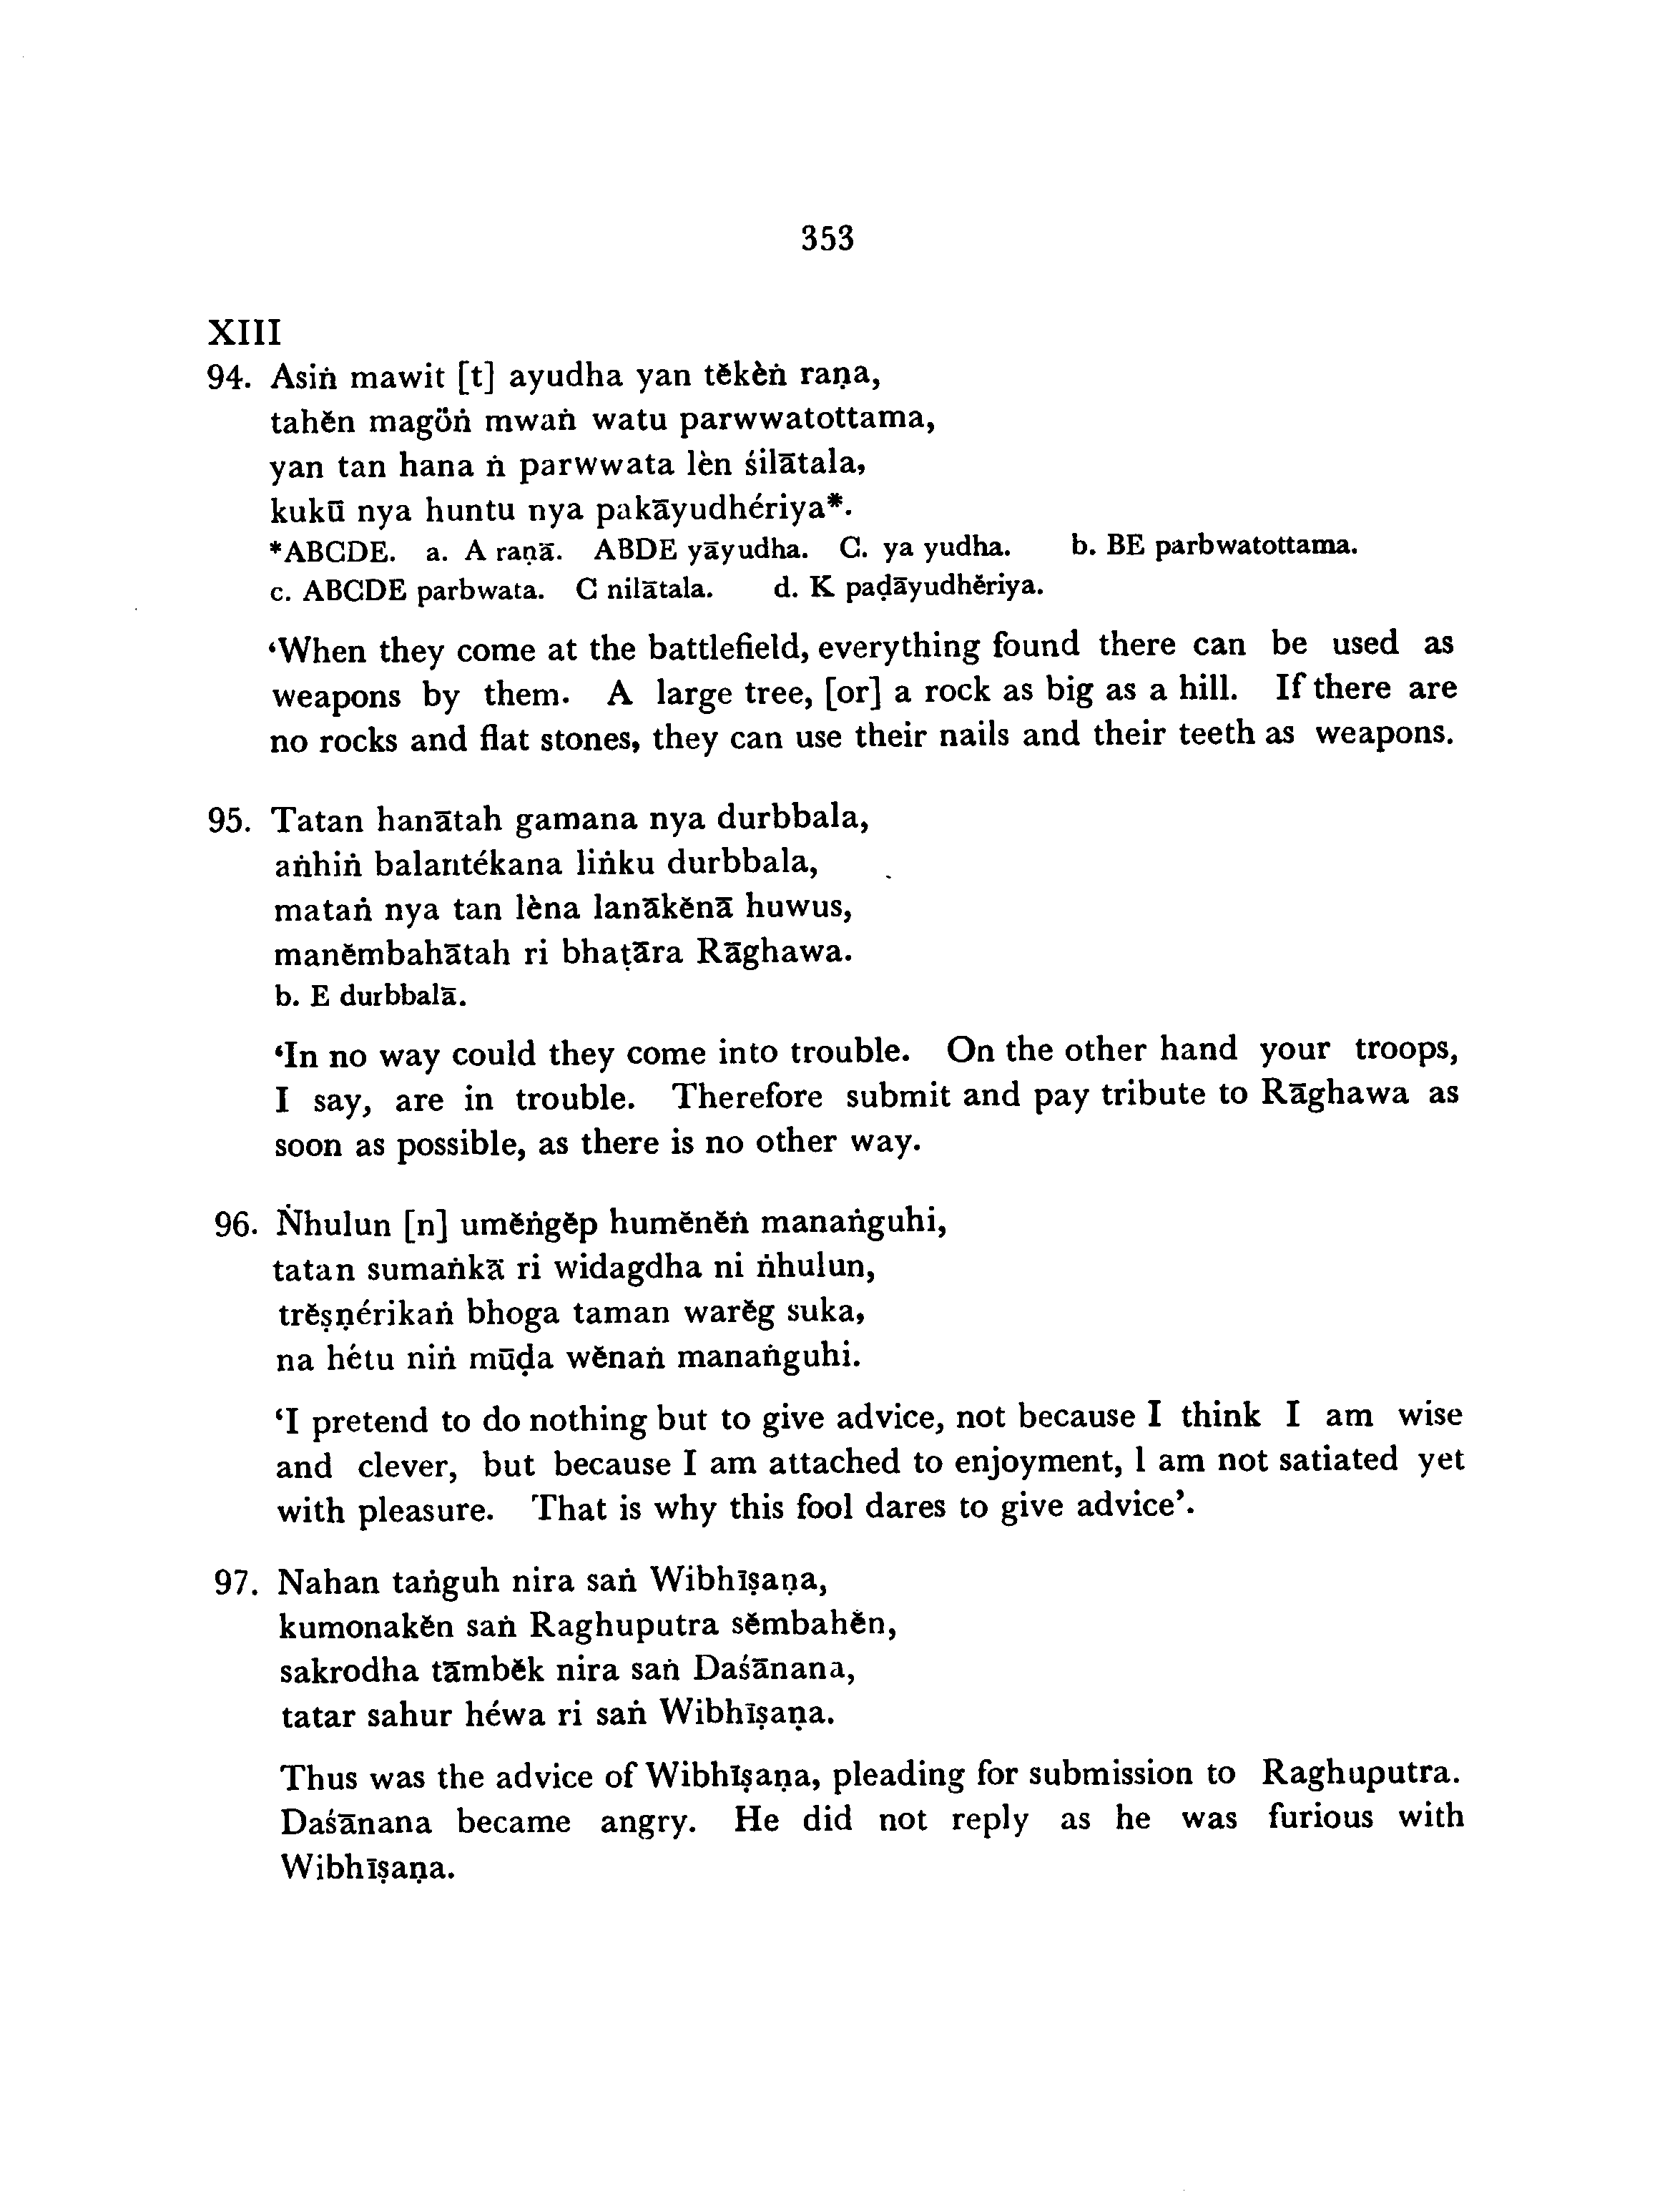 353
XIII
94. Asiṅ mawit [t] ayudha yan tĕkèṅ raṇa,
tahĕn magöṅ mwaṅ watu parwwatottama,
yan tan hana ṅ parwwata lèn śilātala,
kukū nya huntu nya pakāyudhériya*.
*ABCDE. a. A raṇā. ABDE yāyudha. C. ya yudha. b. BE parbwatottama.
c. ABCDE parbwata. C nilātala. d. K paḍāyudhĕriya.
‘When they come at the battlefield, everything found there can be used as
weapons by them. A large tree, [or] a rock as big as a hill. If there are
no rocks and flat stones, they can use their nails and their teeth as weapons.
95. Tatan hanātah gamana nya durbbala,
aṅhiṅ balantékana liṅku durbbala,
mataṅ nya tan lèna lanākĕnā huwus,
manĕmbahātah ri bhaṭāra Rāghawa.
b. E durbbalā.
‘In no way could they come into trouble. On the other hand your troops,
I say, are in trouble. Therefore submit and pay tribute to Rāghawa as
soon as possible, as there is no other way.
96. Ṅhulun [n] umĕṅgĕp humĕnĕṅ manaṅguhi,
tatan sumaṅkā ri widagdha ni ṅhulun,
trĕṣṇérikaṅ bhoga taman warĕg suka,
na hétu niṅ mūḍa wĕnaṅ manaṅguhi.
‘I pretend to do nothing but to give advice, not because I think I am wise
and clever, but because I am attached to enjoyment, I am not satiated yet
with pleasure. That is why this fool dares to give advice’.
97. Nahan taṅguh nira saṅ Wibhīṣaṇa,
kumonakĕn saṅ Raghuputra sĕmbahĕn,
sakrodha tāmbĕk nira saṅ Daśānana,
tatar sahur héwa ri saṅ Wibhīṣaṇa.
Thus was the advice of Wibhīṣaṇa, pleading for submission to Raghuputra.
Daśānana became angry. He did not reply as he was furious with
Wibhīṣaṇa.